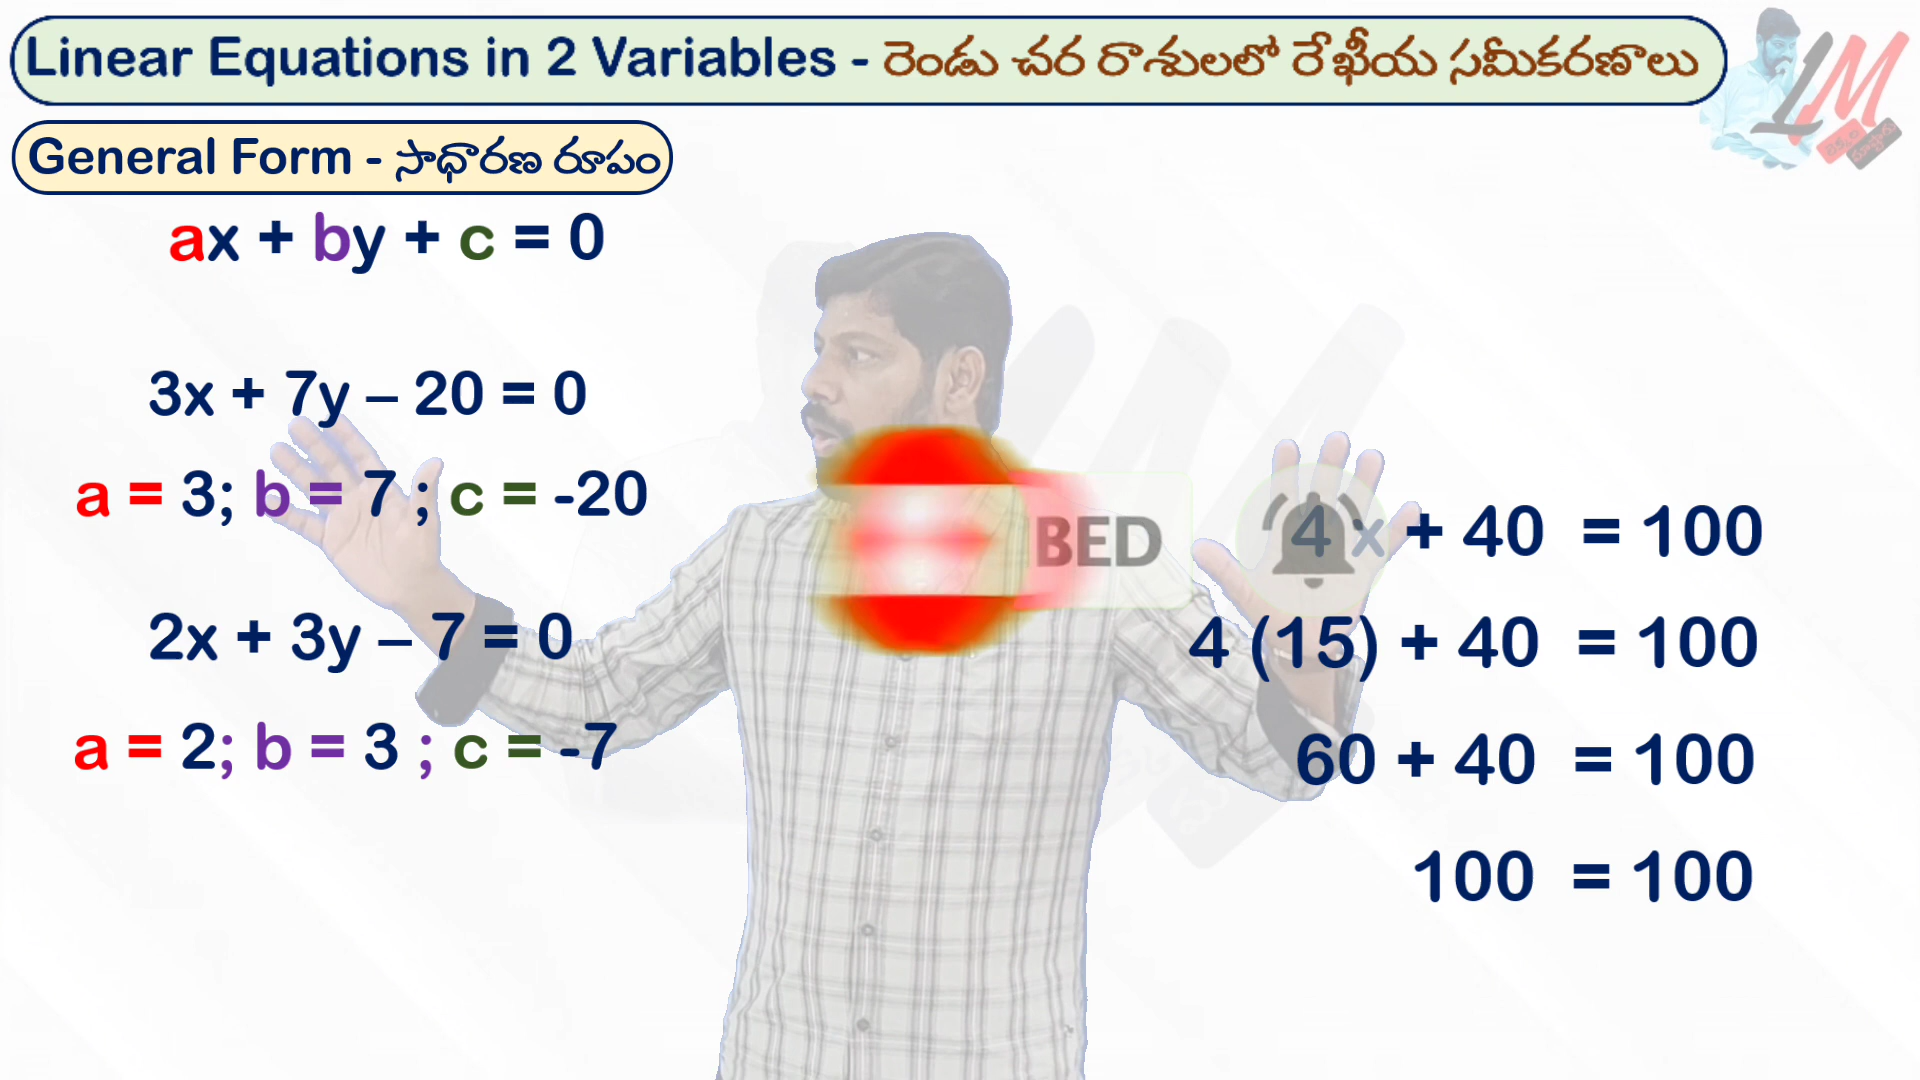 Linear Equations in 2 Variables - రెండు చర రాశులలో రేఖీయ సమీకరణాలు
LM
General Form - సాధారణ రూపం
ax + by + c = 0
3x + 7y – 20 = 0
a = 3; b = 7 ; c = -20
2x + 3y – 7 = 0
a = 2; b = 3 ; c = -7
BED
4 x + 40 = 100
4 (15) + 40 = 100
60 + 40 = 100
100 = 100